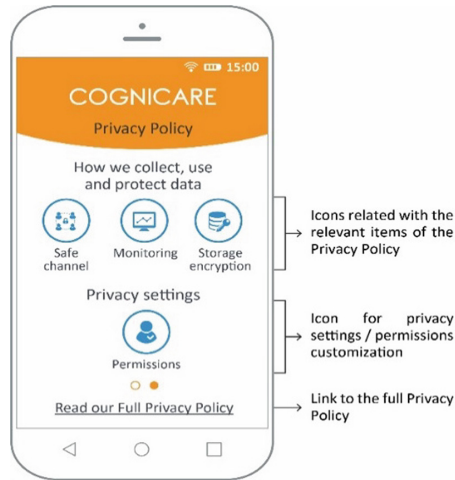 15:00
COGNICARE
Privacy Policy
How we collect, use
and protect data
Safe
channel
Monitoring
Storage
encryption
Icons related with the
relevant items of the
Privacy Policy
Privacy settings
Permissions
Icon for privacy
settings / permissions
customization
Read our Full Privacy Policy
Link to the full Privacy
Policy